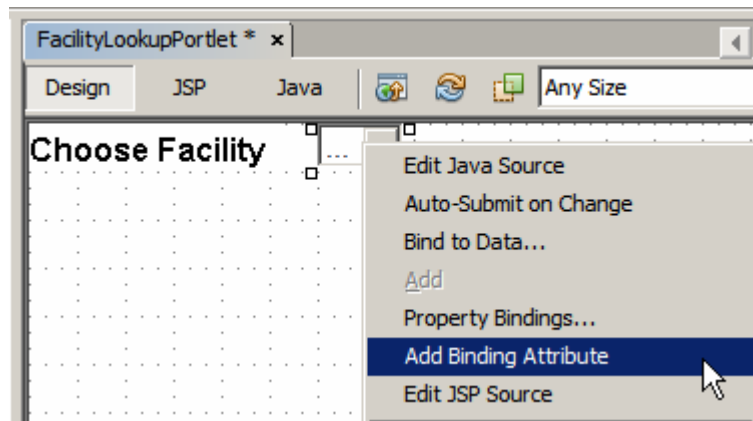 FacilityLookupPortlet * x
Design JSP Java Any Size
Choose Facility ...
Edit Java Source
Auto-Submit on Change
Bind to Data...
Add
Property Bindings...
Add Binding Attribute
Edit JSP Source